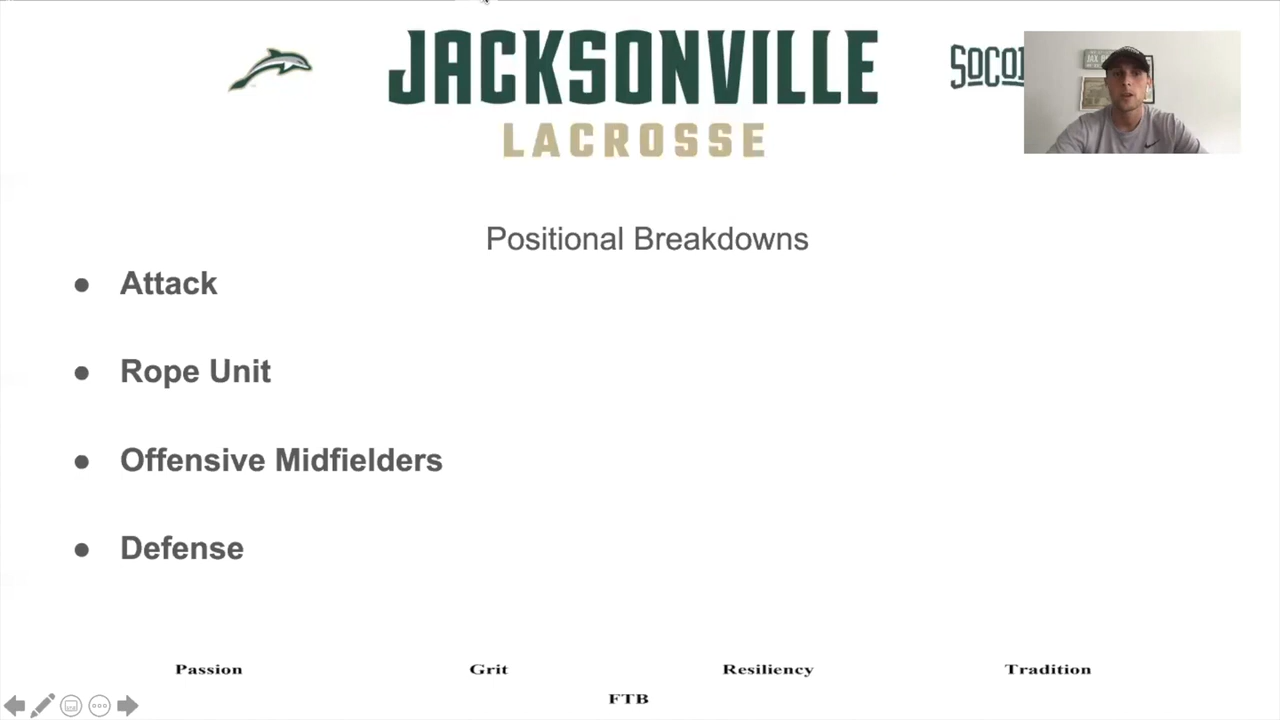 JACKSONVILLE
LACROSSE
Positional Breakdowns
● Attack
● Rope Unit
● Offensive Midfielders
● Defense
Passion Grit Resiliency Tradition
FTB